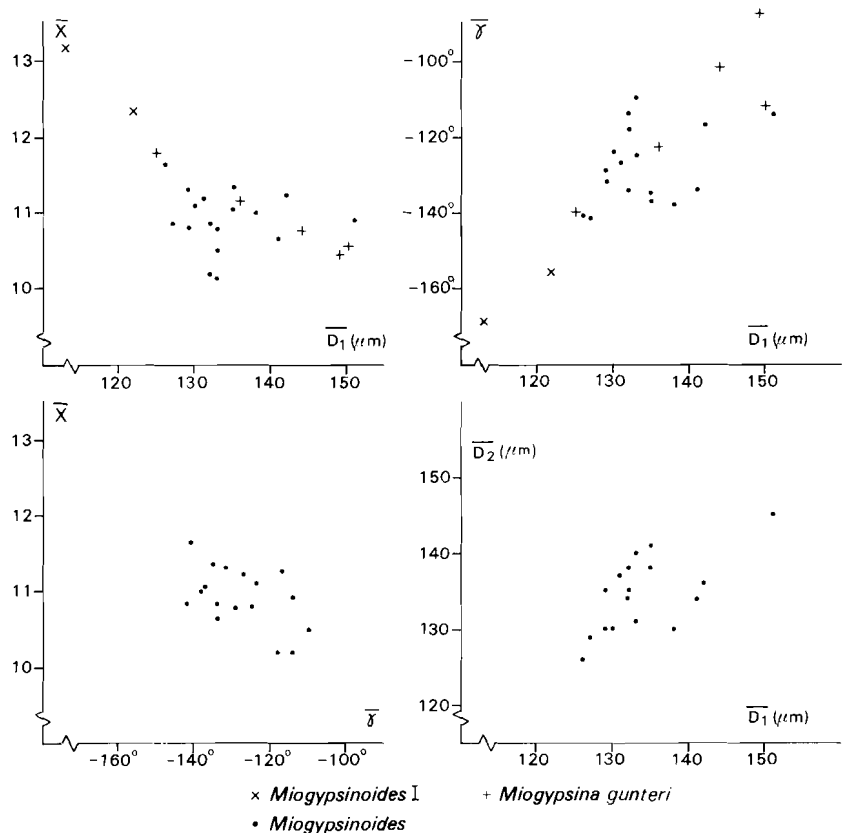 X̅
13
12
11
10
D̅₁ (μm)
120 130 140 150
γ̅
-100°
-120°
-140°
-160°
D̅₁ (μm)
120 130 140 150
X̅
13
12
11
10
γ̅
-160° -140° -120° -100°
D̅₂ (μm)
150
140
130
120
D̅₁ (μm)
120 130 140 150
× Miogypsinoides I + Miogypsina gunteri
• Miogypsinoides